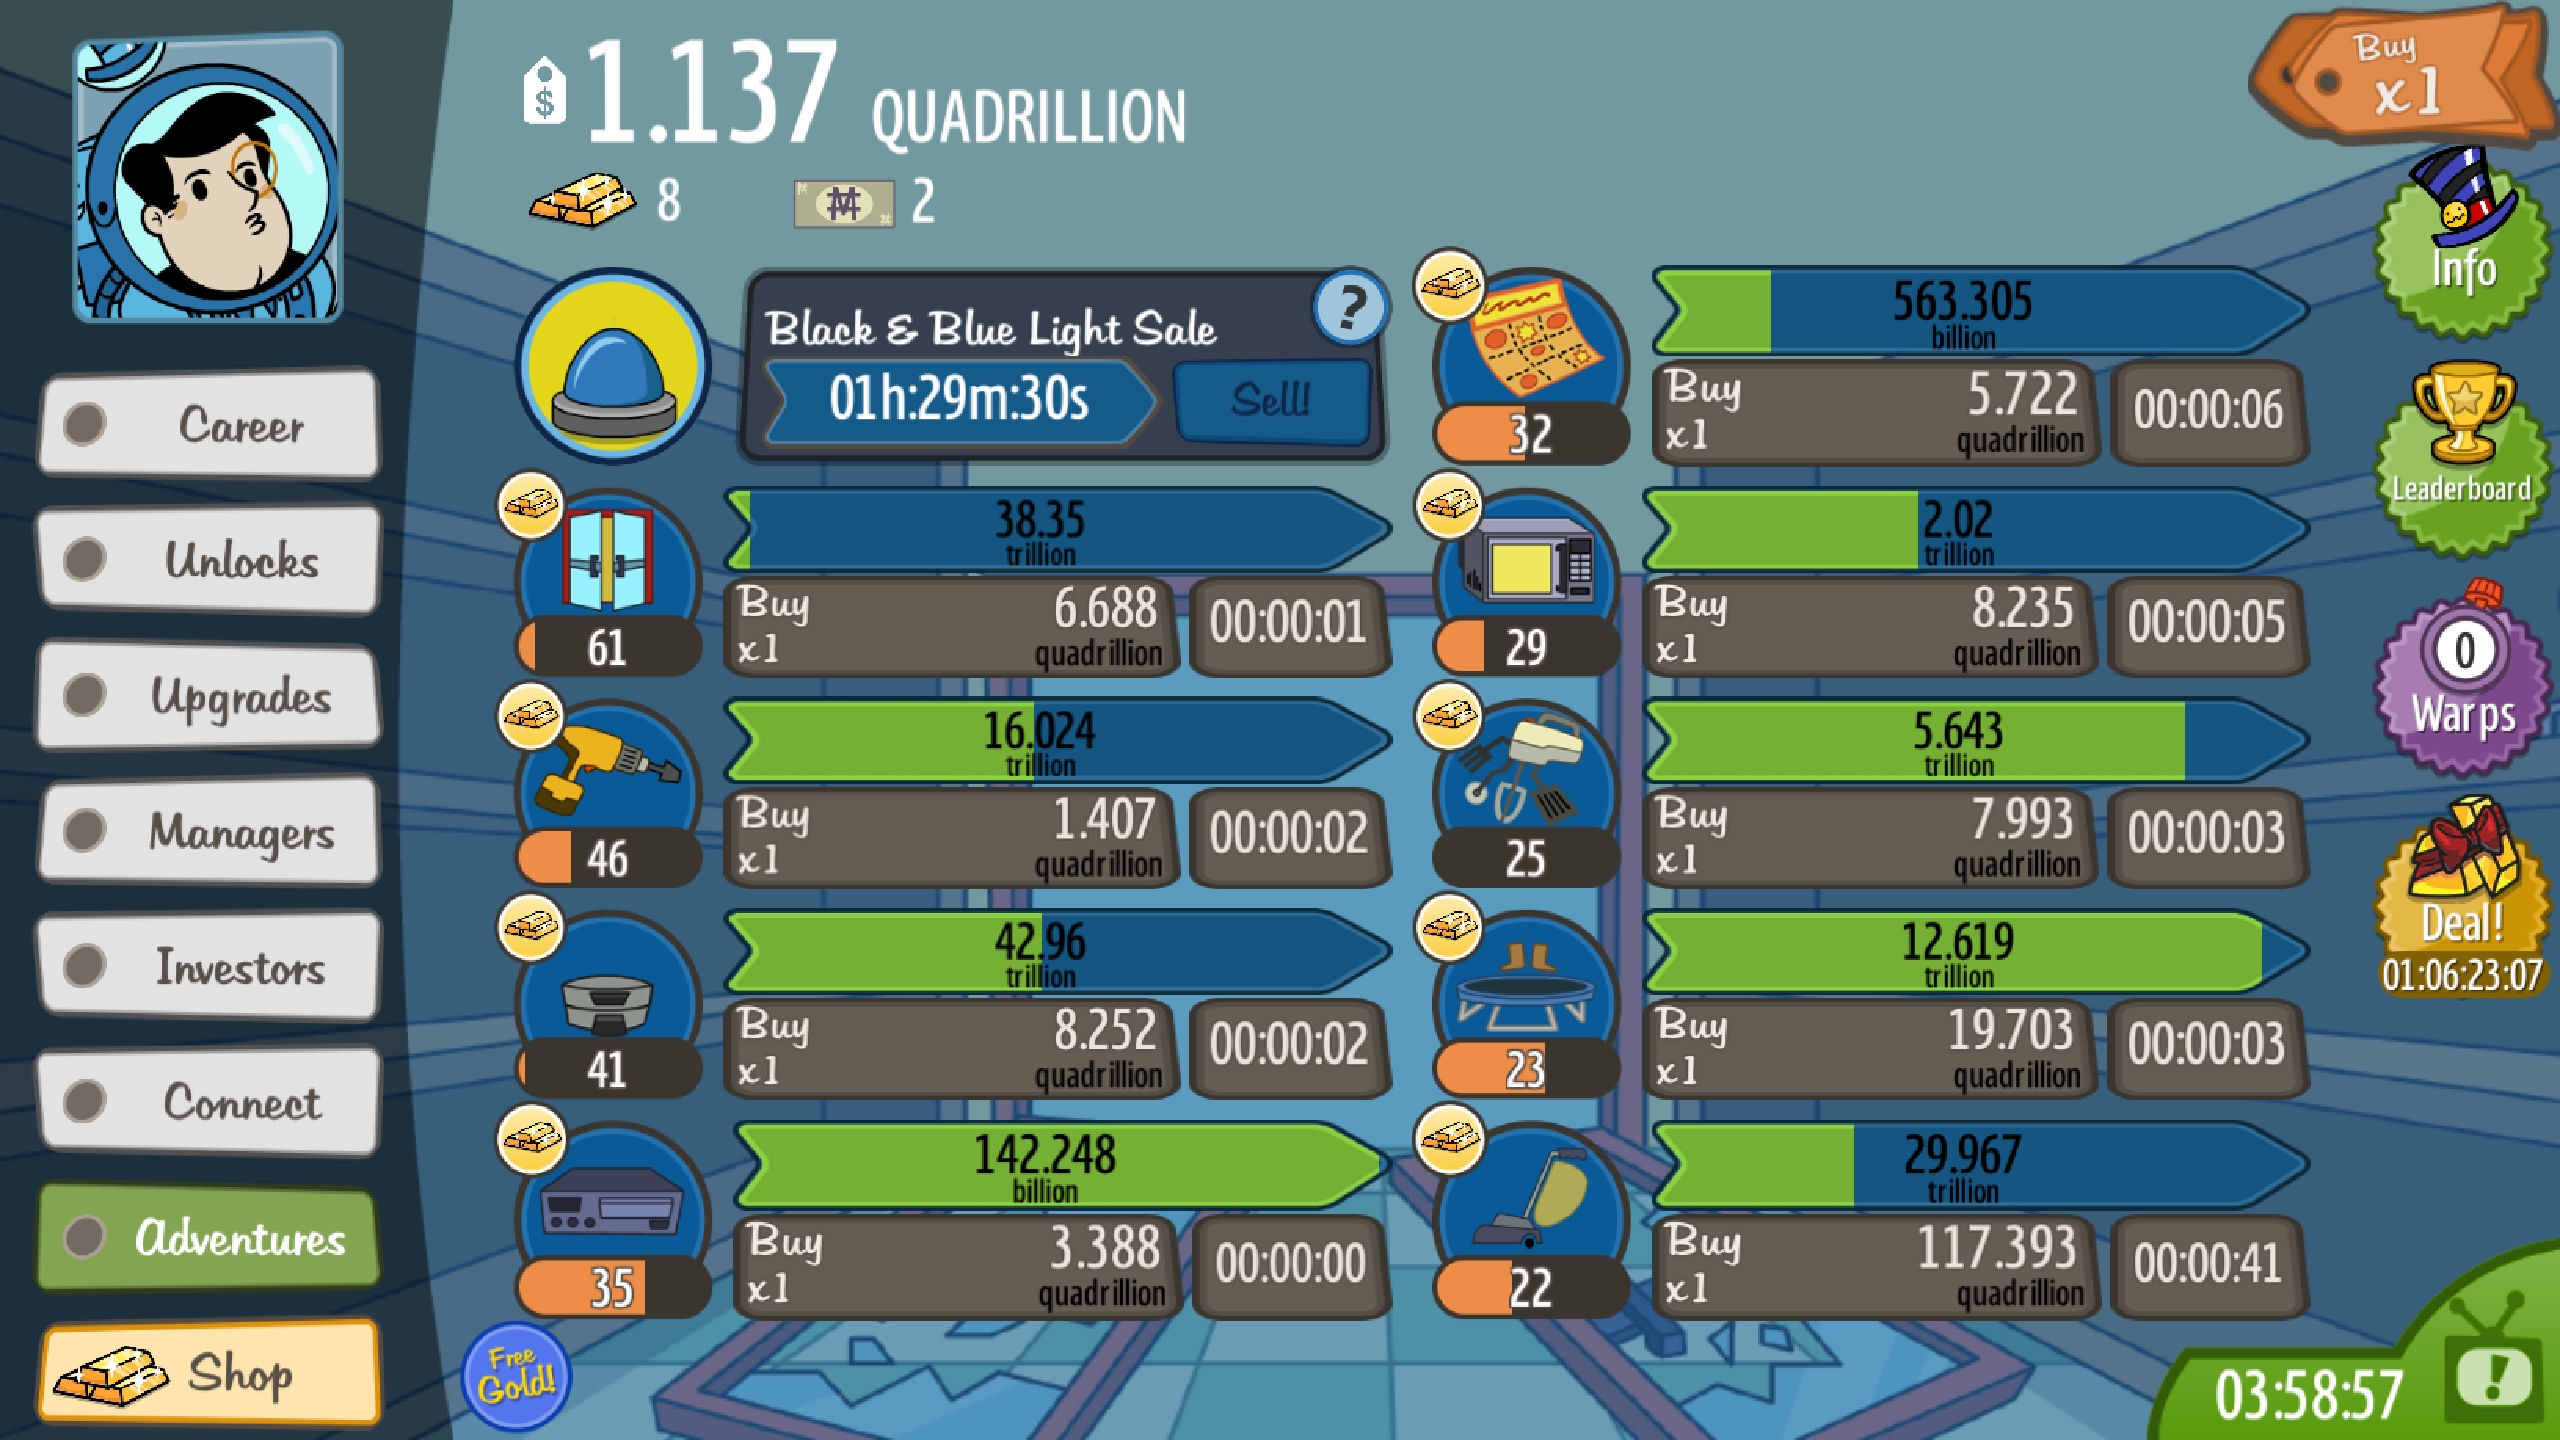 1.137 QUADRILLION
8
2
Buy
x1
Info
Leaderboard
0
Warps
Deal!
01:06:23:07
Career
Unlocks
Upgrades
Managers
Investors
Connect
Adventures
Shop
Black & Blue Light Sale
?
01h:29m:30s
Sell!
38.35
trillion
61
Buy
x1
6.688
quadrillion
00:00:01
16.024
trillion
46
Buy
x1
1.407
quadrillion
00:00:02
42.96
trillion
41
Buy
x1
8.252
quadrillion
00:00:02
142.248
billion
35
Buy
x1
3.388
quadrillion
00:00:00
563.305
billion
32
Buy
x1
5.722
quadrillion
00:00:06
2.02
trillion
29
Buy
x1
8.235
quadrillion
00:00:05
5.643
trillion
25
Buy
x1
7.993
quadrillion
00:00:03
12.619
trillion
23
Buy
x1
19.703
quadrillion
00:00:03
29.967
trillion
22
Buy
x1
117.393
quadrillion
00:00:41
Free
Gold!
03:58:57
!